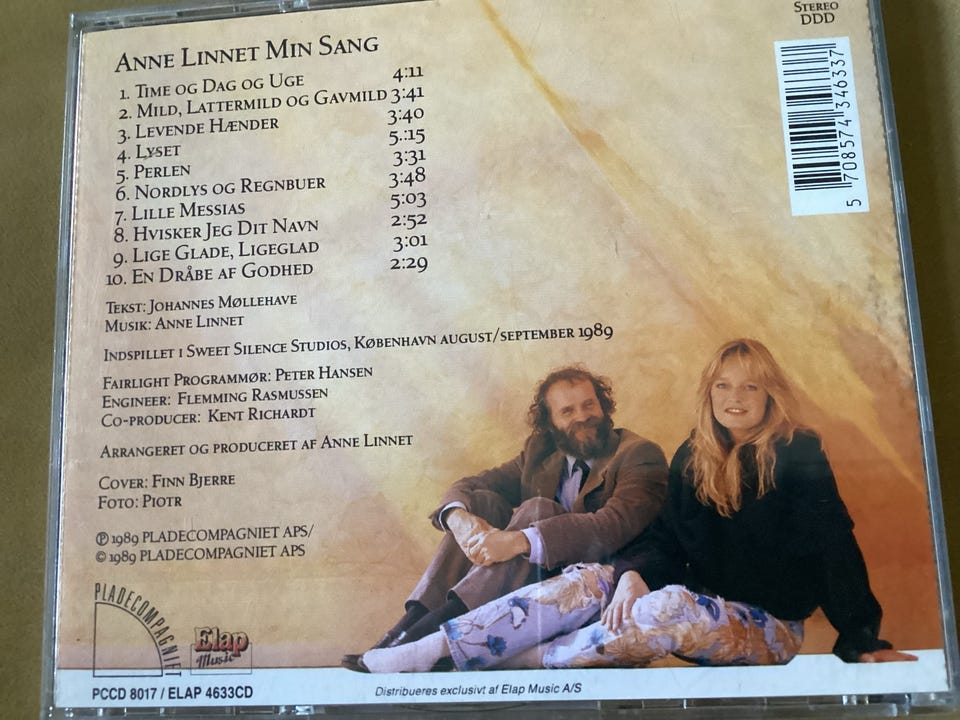 STEREO
DDD
ANNE LINNET MIN SANG
1. TIME OG DAG OG UGE 4:11
2. MILD, LATTERMILD OG GAVMILD 3:41
3. LEVENDE HÆNDER 3:40
4. LYSET 5.:15
5. PERLEN 3:31
6. NORDLYS OG REGNBUER 3:48
7. LILLE MESSIAS 5:03
8. HVISKER JEG DIT NAVN 2:52
9. LIGE GLADE, LIGEGLAD 3:01
10. EN DRÅBE AF GODHED 2:29
TEKST: JOHANNES MØLLEHAVE
MUSIK: ANNE LINNET
INDSPILLET I SWEET SILENCE STUDIOS, KØBENHAVN AUGUST/SEPTEMBER 1989
FAIRLIGHT PROGRAMMØR: PETER HANSEN
ENGINEER: FLEMMING RASMUSSEN
CO-PRODUCER: KENT RICHARDT
ARRANGERET OG PRODUCERET AF ANNE LINNET
COVER: FINN BJERRE
FOTO: PIOTR
℗ 1989 PLADECOMPAGNIET APS/
© 1989 PLADECOMPAGNIET APS
PLADECOMPAGNIET
Elap
Music
PCCD 8017 / ELAP 4633CD
Distribueres exclusivt af Elap Music A/S
5 708574 346337